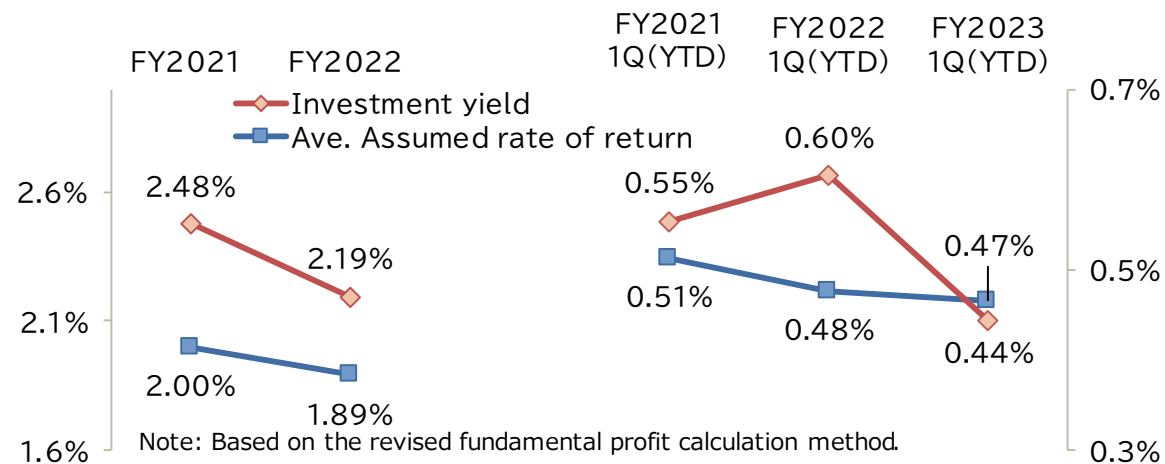 FY2021 FY2022
FY2021
1Q(YTD)
FY2022
1Q(YTD)
FY2023
1Q(YTD)
Investment yield
Ave. Assumed rate of return
2.6%
2.1%
1.6%
2.48%
2.19%
2.00%
1.89%
0.55%
0.60%
0.47%
0.51%
0.48%
0.44%
0.7%
0.5%
0.3%
Note: Based on the revised fundamental profit calculation method.